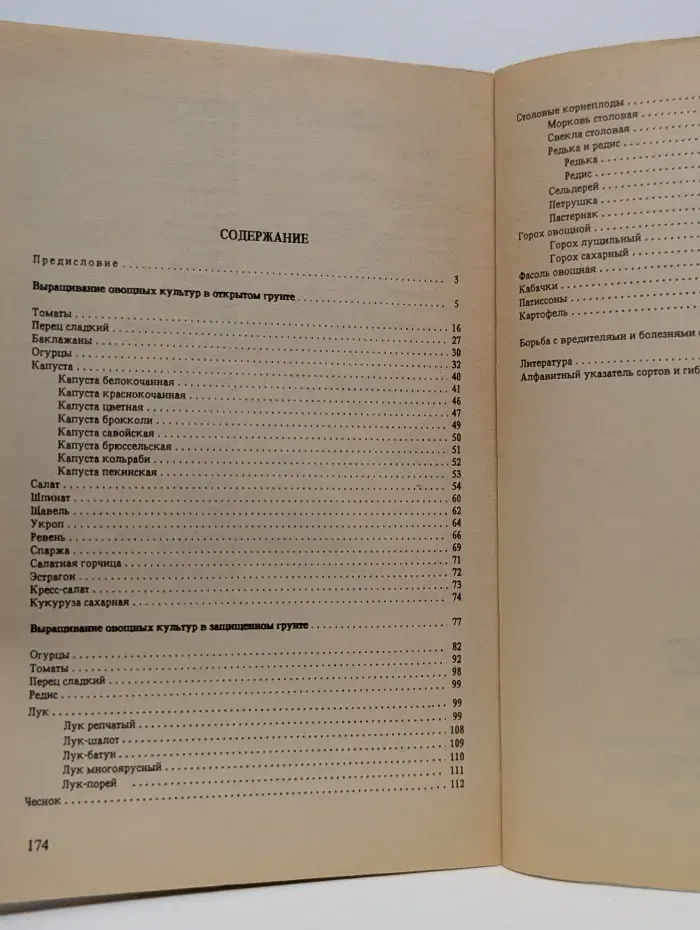 СОДЕРЖАНИЕ
Предисловие . . . . . . . . . . 3
Выращивание овощных культур в открытом грунте . . . . . . . . . . 5
Томаты . . . . . . . . . . 16
Перец сладкий . . . . . . . . . . 27
Баклажаны . . . . . . . . . . 30
Огурцы . . . . . . . . . . 32
Капуста . . . . . . . . . . 40
Капуста белокочанная . . . . . . . . . . 41
Капуста краснокочанная . . . . . . . . . . 46
Капуста цветная . . . . . . . . . . 47
Капуста брокколи . . . . . . . . . . 49
Капуста савойская . . . . . . . . . . 50
Капуста брюссельская . . . . . . . . . . 51
Капуста кольраби . . . . . . . . . . 52
Капуста пекинская . . . . . . . . . . 53
Салат . . . . . . . . . . 54
Шпинат . . . . . . . . . . 60
Щавель . . . . . . . . . . 62
Укроп . . . . . . . . . . 64
Ревень . . . . . . . . . . 66
Спаржа . . . . . . . . . . 69
Салатная горчица . . . . . . . . . . 71
Эстрагон . . . . . . . . . . 72
Кресс-салат . . . . . . . . . . 73
Кукуруза сахарная . . . . . . . . . . 74
Выращивание овощных культур в защищенном грунте . . . . . . . . . . 77
Огурцы . . . . . . . . . . 82
Томаты . . . . . . . . . . 92
Перец сладкий . . . . . . . . . . 98
Редис . . . . . . . . . . 99
Лук . . . . . . . . . . 99
Лук репчатый . . . . . . . . . . 99
Лук-шалот . . . . . . . . . . 108
Лук-батун . . . . . . . . . . 109
Лук многоярусный . . . . . . . . . . 110
Лук-порей . . . . . . . . . . 111
Чеснок . . . . . . . . . . 112
174
Столовые корнеплоды . . . . . . . . . .
Морковь столовая . . . . . . . . . .
Свекла столовая . . . . . . . . . .
Редька и редис . . . . . . . . . .
Редька . . . . . . . . . .
Редис . . . . . . . . . .
Сельдерей . . . . . . . . . .
Петрушка . . . . . . . . . .
Пастернак . . . . . . . . . .
Горох овощной . . . . . . . . . .
Горох лущильный . . . . . . . . . .
Горох сахарный . . . . . . . . . .
Фасоль овощная . . . . . . . . . .
Кабачки . . . . . . . . . .
Патиссоны . . . . . . . . . .
Картофель . . . . . . . . . .
Борьба с вредителями и болезнями
Литература . . . . . . . . . .
Алфавитный указатель сортов и гиб